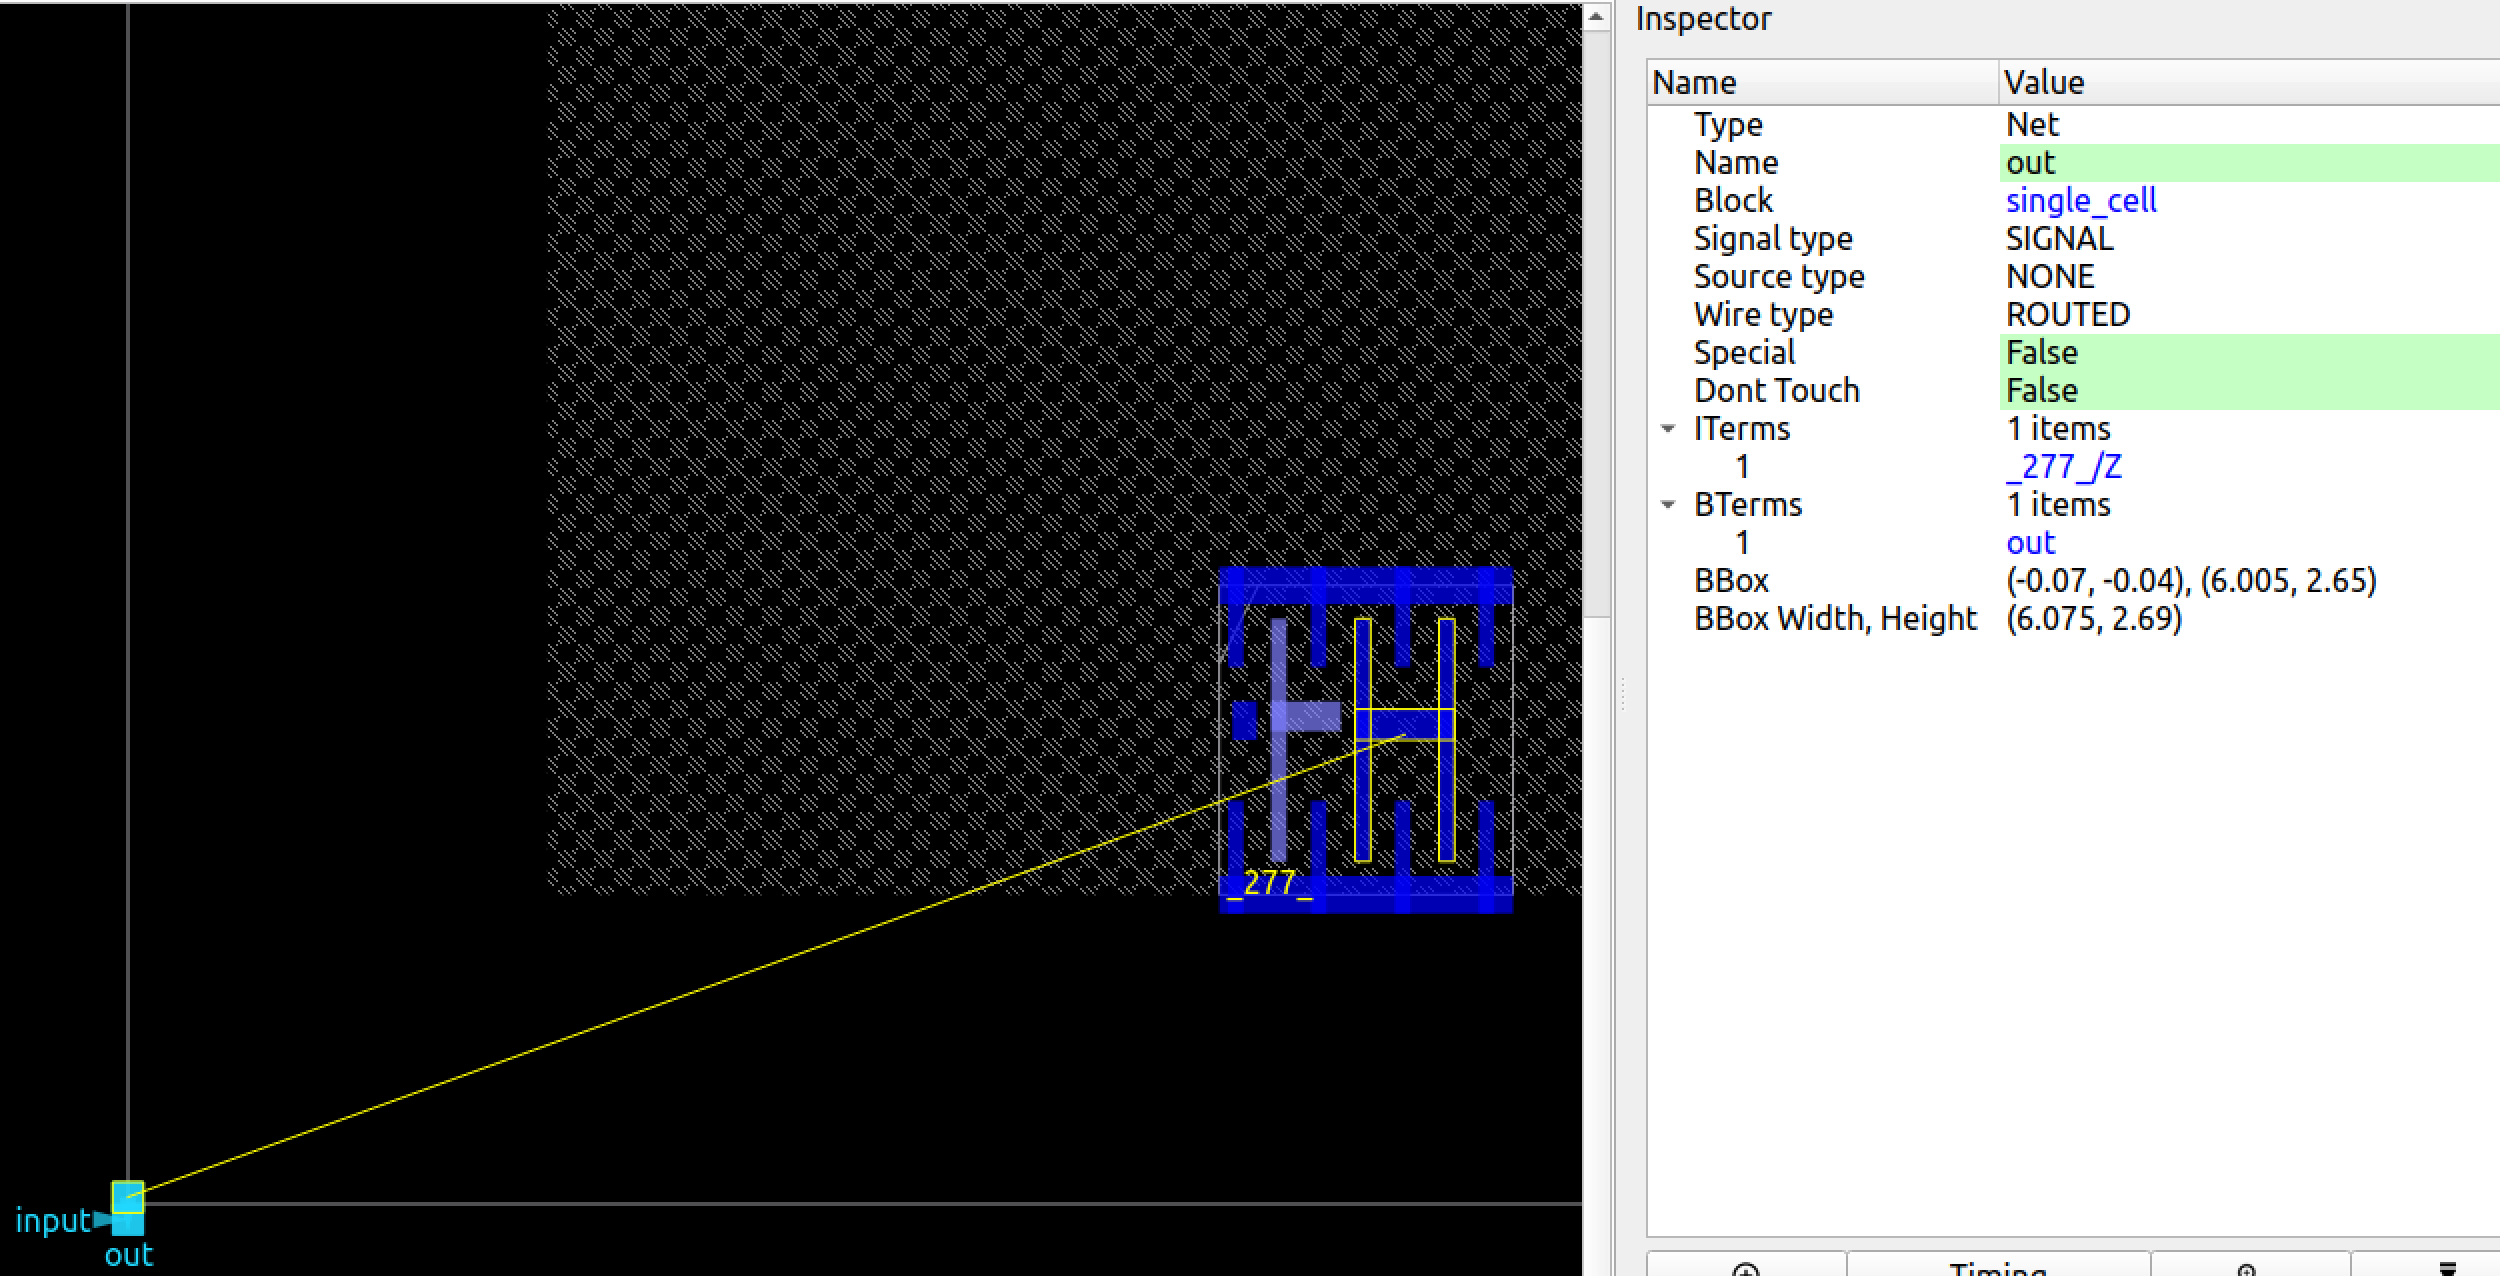 Inspector
Name Value
Type Net
Name out
Block single_cell
Signal type SIGNAL
Source type NONE
Wire type ROUTED
Special False
Dont Touch False
ITerms 1 items
1 _277_/Z
BTerms 1 items
1 out
BBox (-0.07, -0.04), (6.005, 2.65)
BBox Width, Height (6.075, 2.69)
_277_
input
out
Timing